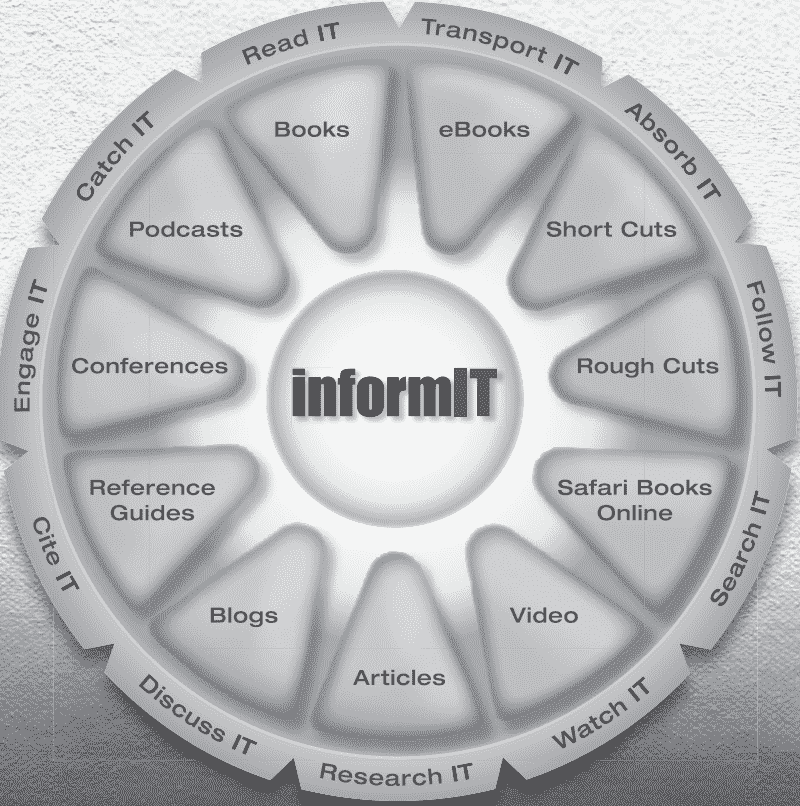 Read IT
Transport IT
Absorb IT
Follow IT
Search IT
Watch IT
Research IT
Discuss IT
Cite IT
Engage IT
Catch IT
Books
eBooks
Short Cuts
Rough Cuts
Safari Books
Online
Video
Articles
Blogs
Reference
Guides
Conferences
Podcasts
informIT